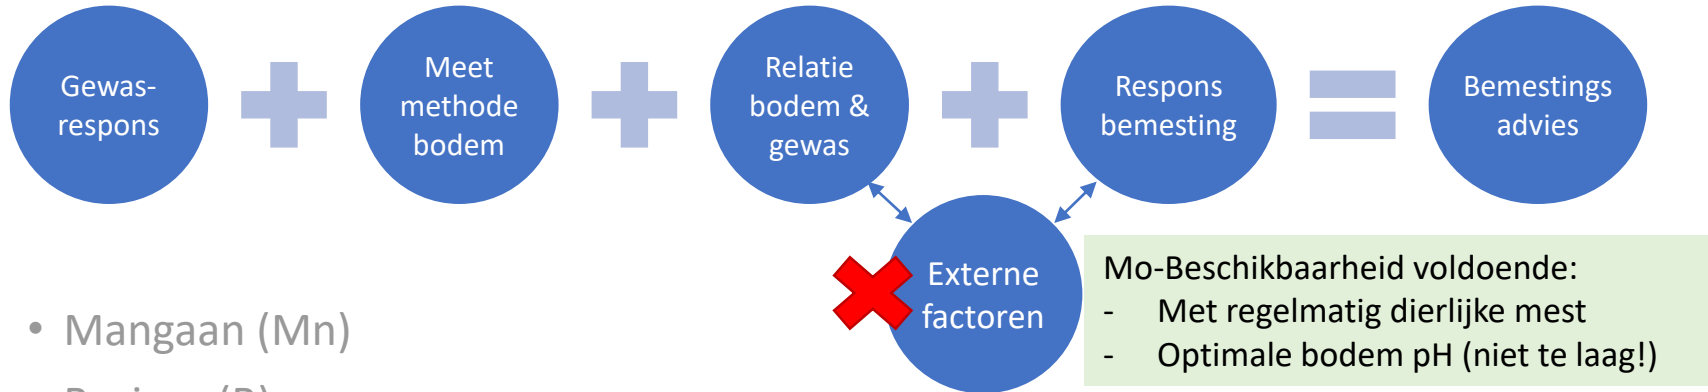 Gewas-
respons
Meet
methode
bodem
Relatie
bodem &
gewas
Respons
bemesting
Bemestings
advies
Externe
factoren
Mo-Beschikbaarheid voldoende:
- Met regelmatig dierlijke mest
- Optimale bodem pH (niet te laag!)
• Mangaan (Mn)